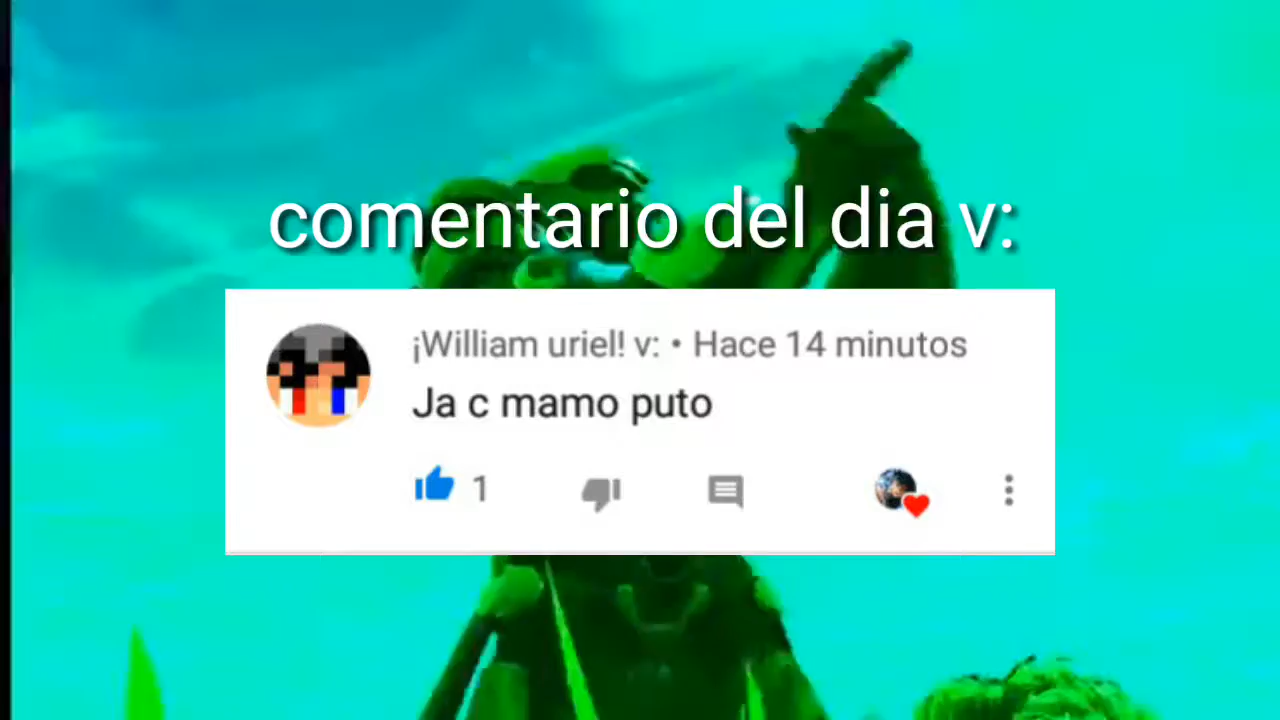 comentario del dia v:
¡William uriel! v: • Hace 14 minutos
Ja c mamo puto
1